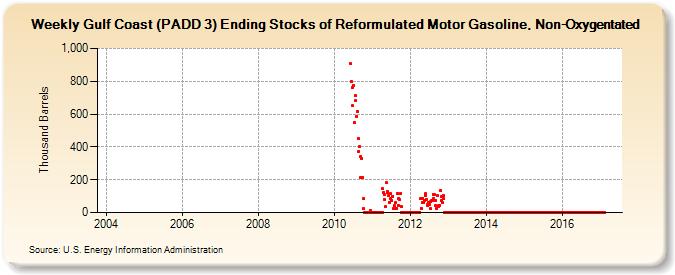 Weekly Gulf Coast (PADD 3) Ending Stocks of Reformulated Motor Gasoline, Non-Oxygentated
Thousand Barrels
1,000
800
600
400
200
0
2004 2006 2008 2010 2012 2014 2016
Source: U.S. Energy Information Administration